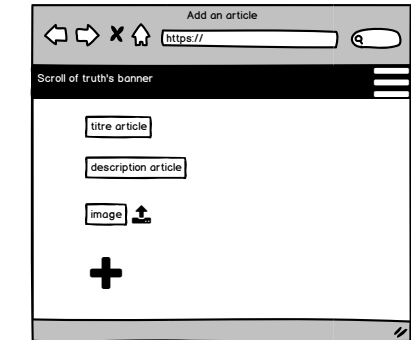 Add an article
https://
Scroll of truth's banner
titre article
description article
image